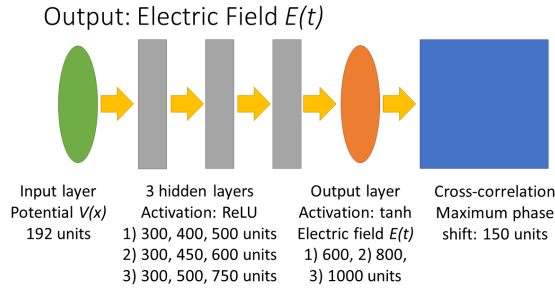 Output: Electric Field E(t)
Input layer
Potential V(x)
192 units
3 hidden layers
Activation: ReLU
1) 300, 400, 500 units
2) 300, 450, 600 units
3) 300, 500, 750 units
Output layer
Activation: tanh
Electric field E(t)
1) 600, 2) 800,
3) 1000 units
Cross-correlation
Maximum phase
shift: 150 units